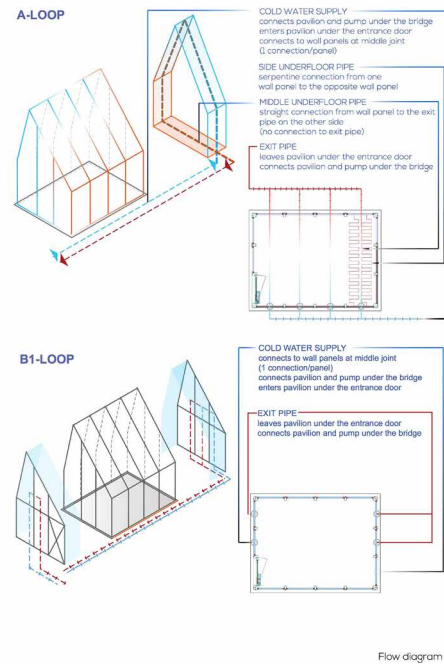 A-LOOP
COLD WATER SUPPLY
connects pavilion and pump under the bridge
enters pavilion under the entrance door
connects to wall panels at middle joint
(1 connection/panel)
SIDE UNDERFLOOR PIPE
serpentine connection from one
wall panel to the opposite wall panel
MIDDLE UNDERFLOOR PIPE
straight connection from wall panel to the exit
pipe on the other side
(no connection to exit pipe)
EXIT PIPE
leaves pavilion under the entrance door
connects pavilion and pump under the bridge
B1-LOOP
COLD WATER SUPPLY
connects to wall panels at middle joint
(1 connection/panel)
connects pavilion and pump under the bridge
enters pavilion under the entrance door
EXIT PIPE
leaves pavilion under the entrance door
connects pavilion and pump under the bridge
Flow diagram